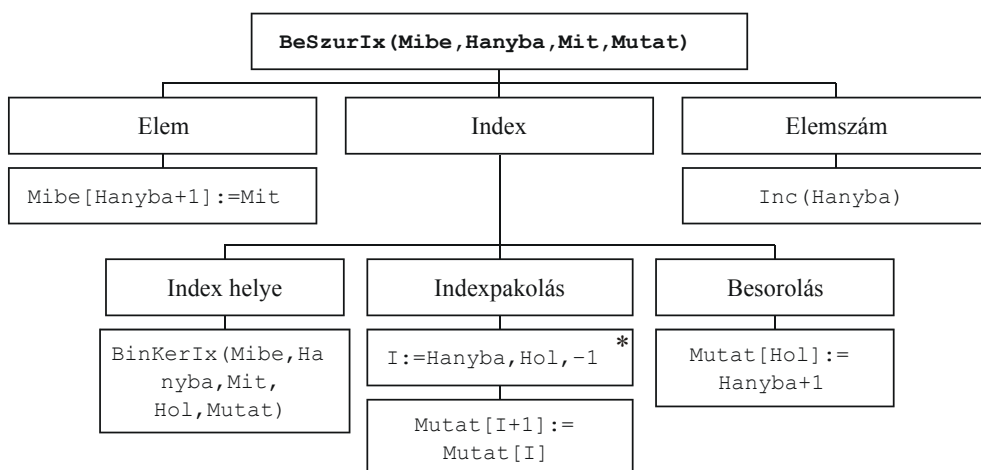 BeSzurIx(Mibe,Hanyba,Mit,Mutat)
Elem
Index
Elemszám
Mibe[Hanyba+1]:=Mit
Inc(Hanyba)
Index helye
Indexpakolás
Besorolás
BinKerIx(Mibe,Ha
nyba,Mit,
Hol,Mutat)
I:=Hanyba,Hol,−1 *
Mutat[I+1]:=
Mutat[I]
Mutat[Hol]:=
Hanyba+1